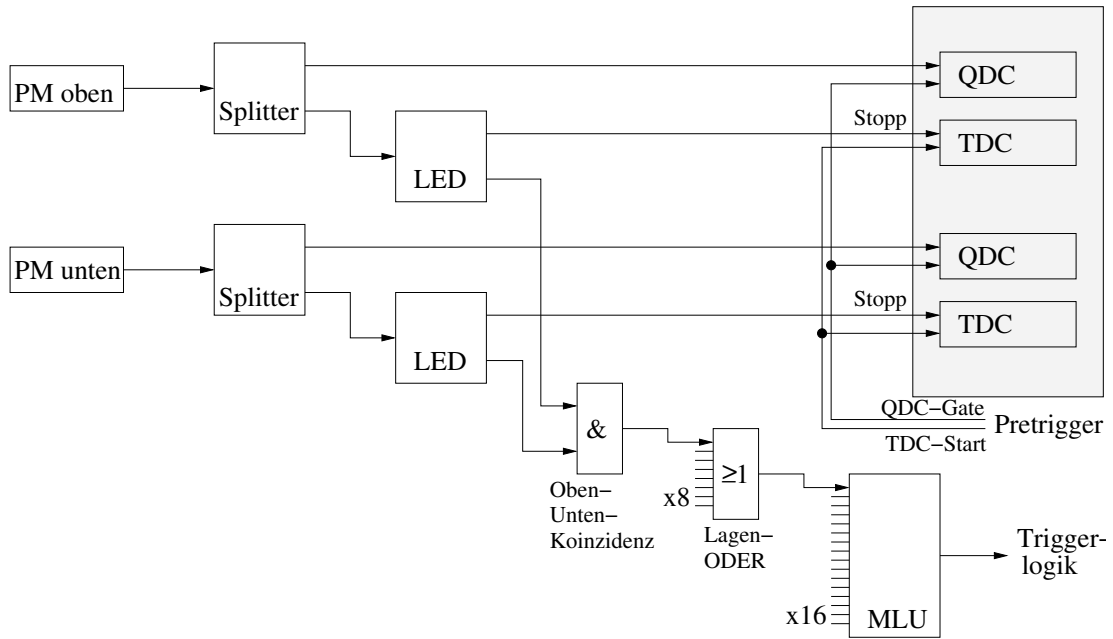 PM oben
Splitter
LED
Stopp
QDC
TDC
PM unten
Splitter
LED
Stopp
QDC
TDC
QDC−Gate
Pretrigger
TDC−Start
&
Oben−
Unten−
Koinzidenz
≥1
x8
Lagen−
ODER
x16
MLU
Trigger−
logik